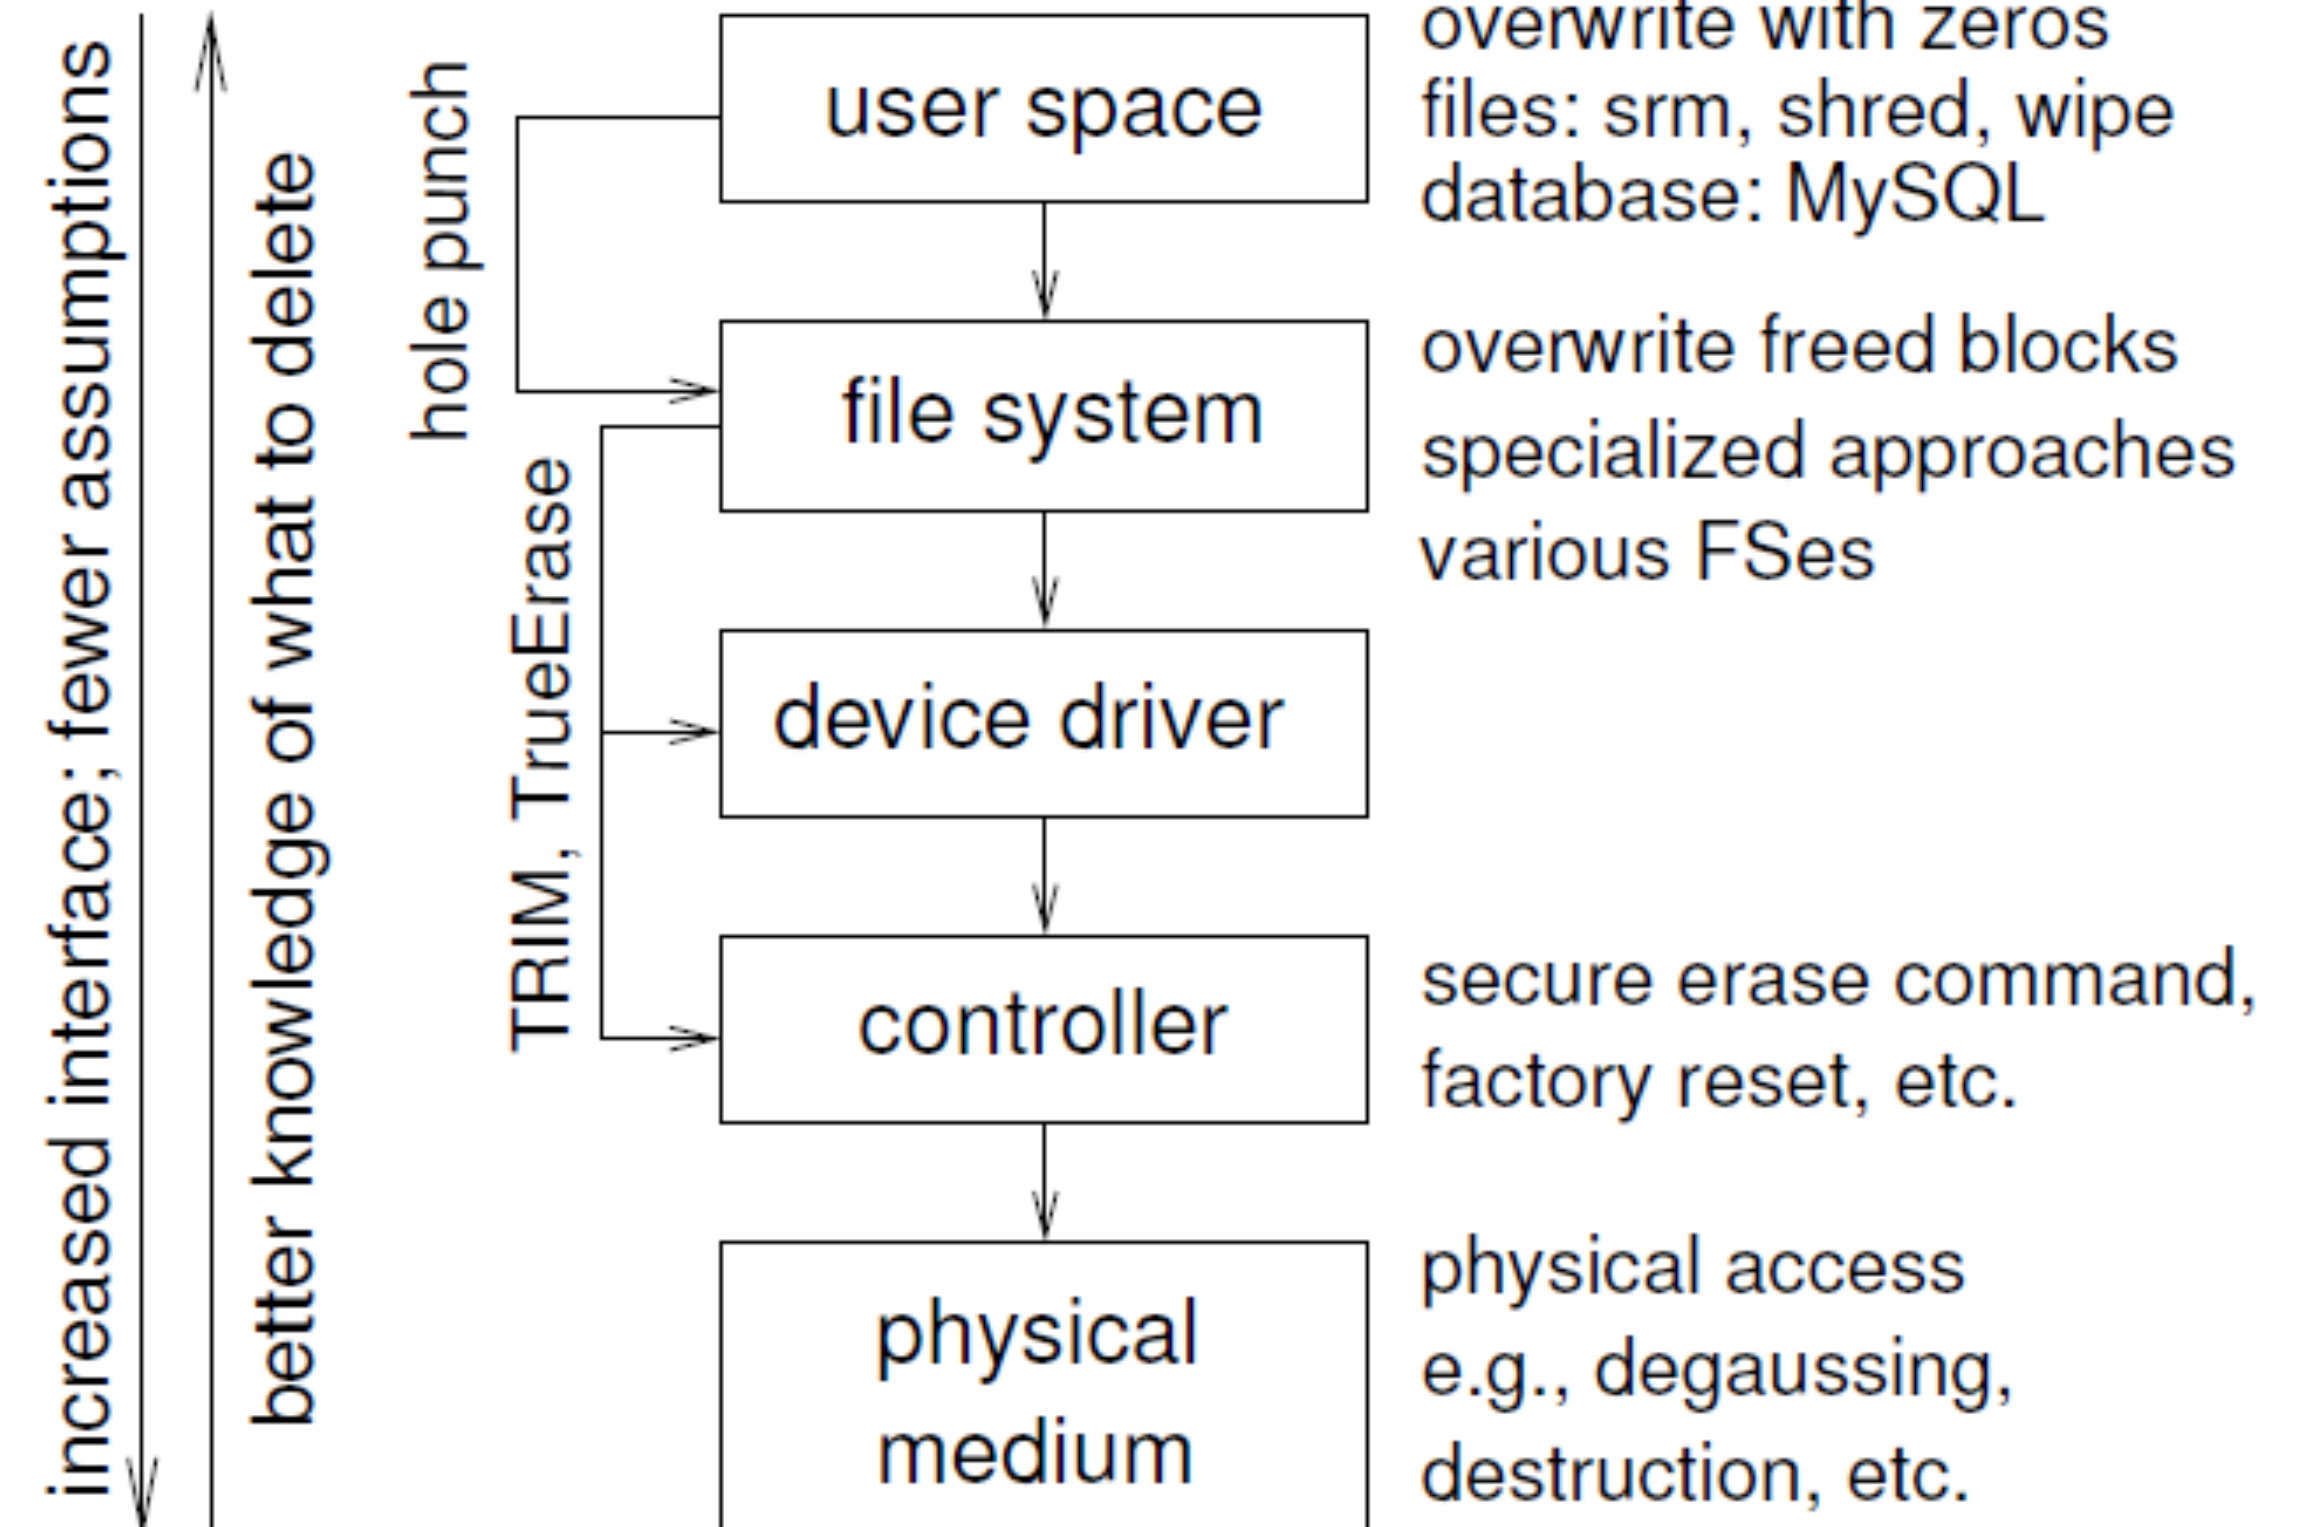 increased interface; fewer assumptions
better knowledge of what to delete
hole punch
TRIM, TrueErase
user space
overwrite with zeros
files: srm, shred, wipe
database: MySQL
file system
overwrite freed blocks
specialized approaches
various FSes
device driver
controller
secure erase command,
factory reset, etc.
physical
medium
physical access
e.g., degaussing,
destruction, etc.